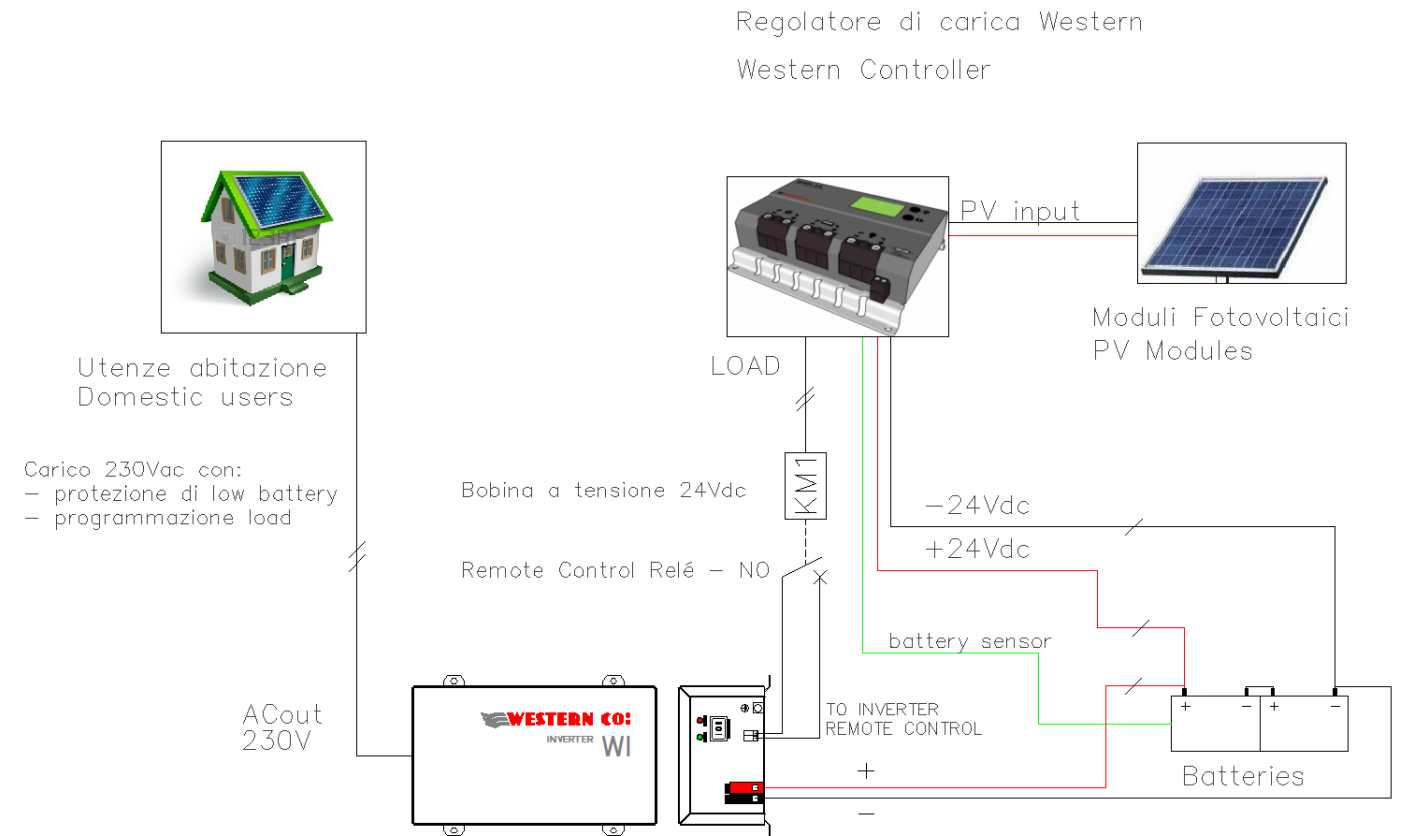 Regolatore di carica Western
Western Controller
PV input
Moduli Fotovoltaici
PV Modules
Utenze abitazione
Domestic users
LOAD
Carico 230Vac con:
– protezione di low battery
– programmazione load
Bobina a tensione 24Vdc
KM1
–24Vdc
+24Vdc
Remote Control Relé – NO
battery sensor
ACout
230V
WESTERN CO:
INVERTER WI
TO INVERTER
REMOTE CONTROL
+ – + –
Batteries
+
–